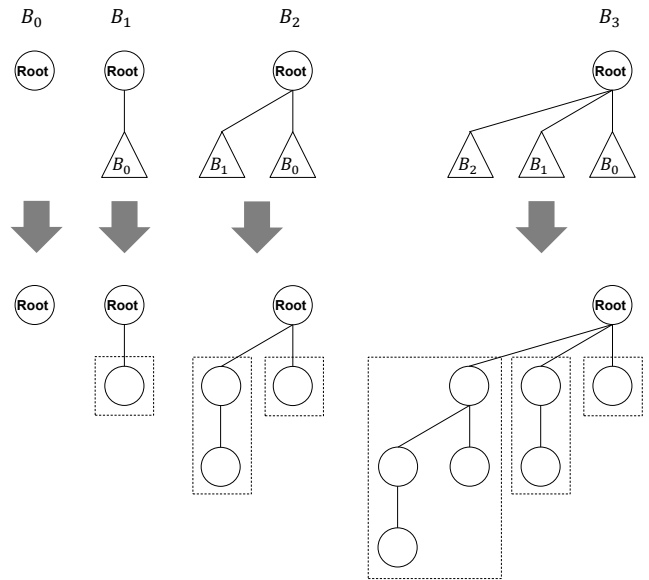 B₀ B₁ B₂ B₃
Root Root Root Root
B₀ B₁ B₀ B₂ B₁ B₀
Root Root Root Root